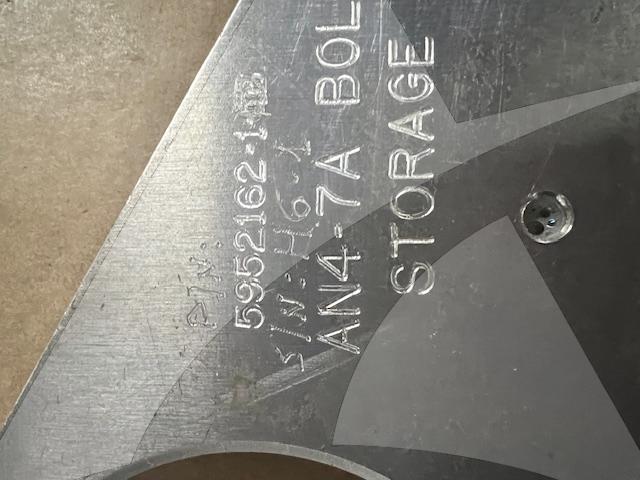 P/N:
5952162-1
S/N: H6-1
AN4-7A BOL
STORAGE